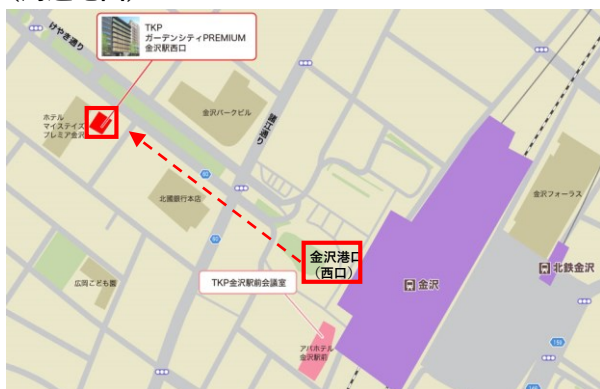 けやき通り
TKP
ガーデンシティPREMIUM
金沢駅西口
ホテル
マイステイズ
プレミア金沢
金沢パークビル
60
北國銀行本店
60
金沢フォーラス
金沢港口
(西口)
広岡こども園
TKP金沢駅前会議室
金沢
北鉄金沢
アパホテル
金沢駅前